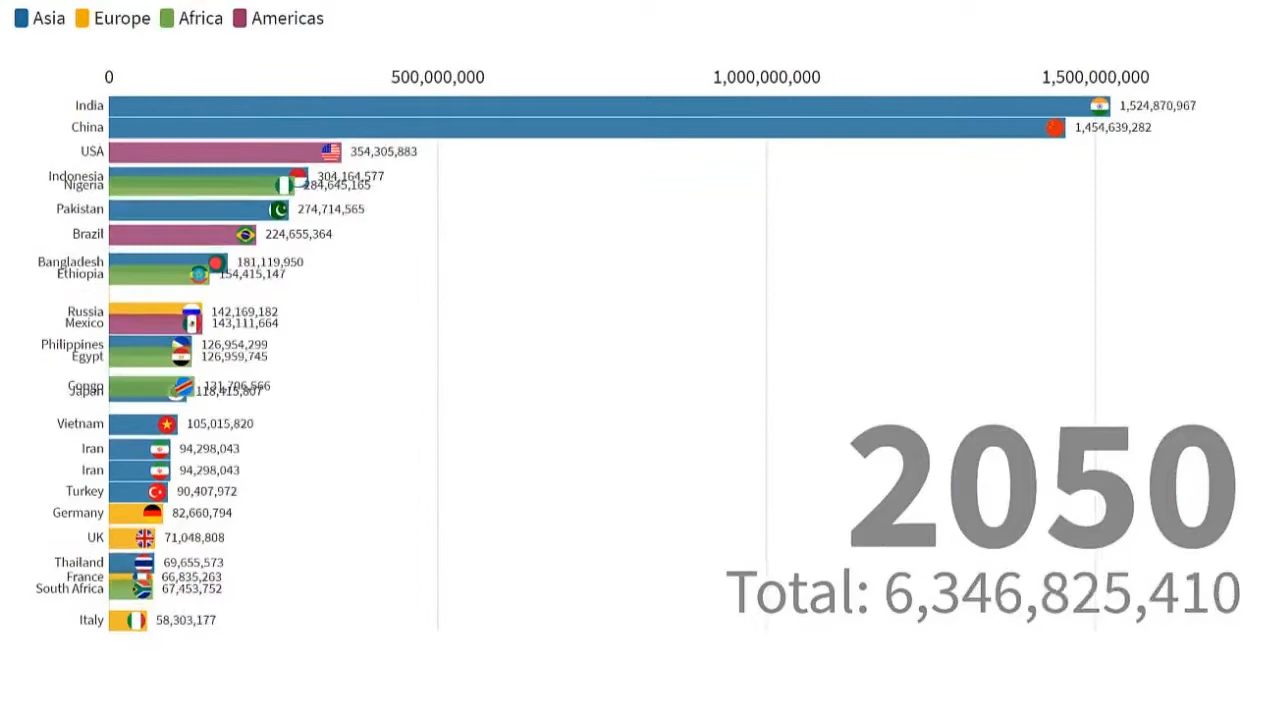 Asia Europe Africa Americas
0 500,000,000 1,000,000,000 1,500,000,000
India 1,524,870,967
China 1,454,639,282
USA 354,305,883
Indonesia 304,164,577
Nigeria 284,645,165
Pakistan 274,714,565
Brazil 224,655,364
Bangladesh 181,119,950
Ethiopia 154,415,147
Russia 142,169,182
Mexico 143,111,664
Philippines 126,954,299
Egypt 126,959,745
Congo
Japan
Vietnam 105,015,820
Iran 94,298,043
Iran 94,298,043
Turkey 90,407,972
Germany 82,660,794
UK 71,048,808
Thailand 69,655,573
France 66,835,263
South Africa 67,453,752
Italy 58,303,177
2050
Total: 6,346,825,410